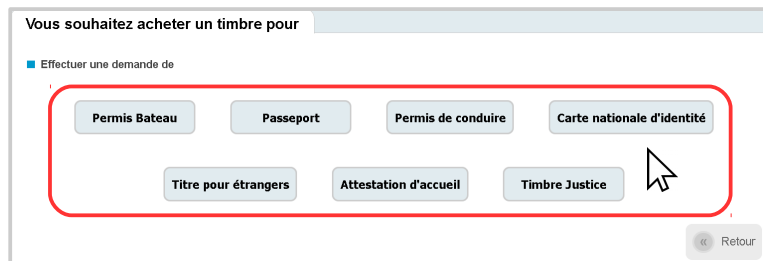 Vous souhaitez acheter un timbre pour
Effectuer une demande de
Permis Bateau
Passeport
Permis de conduire
Carte nationale d'identité
Titre pour étrangers
Attestation d'accueil
Timbre Justice
« Retour